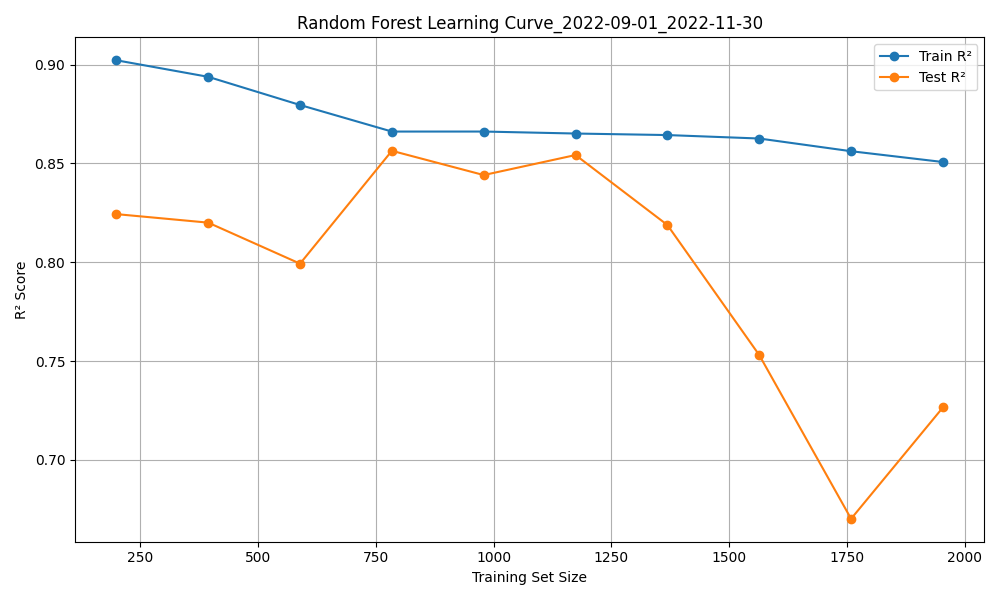 Random Forest Learning Curve_2022-09-01_2022-11-30
Train R²
Test R²
R² Score
0.90
0.85
0.80
0.75
0.70
250
500
750
1000
1250
1500
1750
2000
Training Set Size